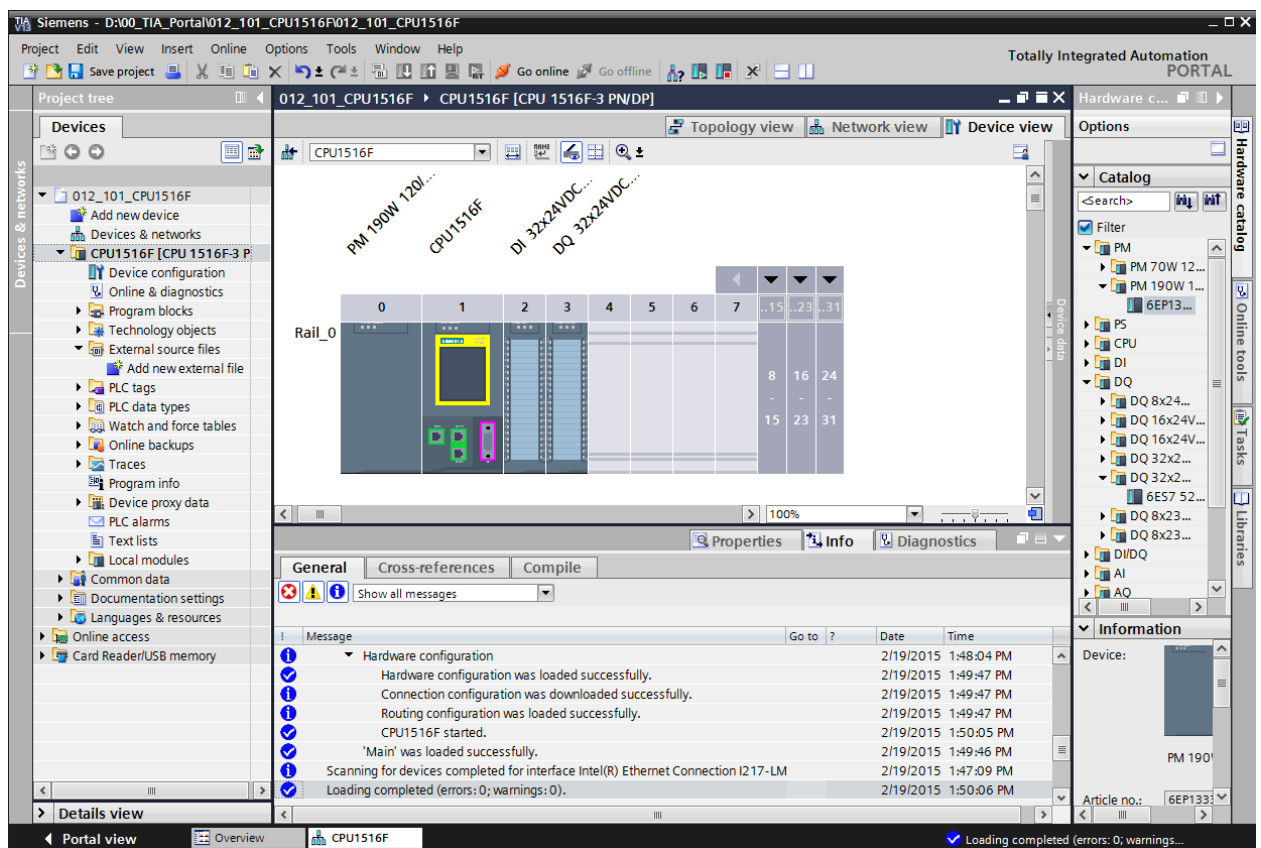 Siemens - D:\00_TIA_Portal\012_101_CPU1516F\012_101_CPU1516F
Project Edit View Insert Online Options Tools Window Help
Totally Integrated Automation
PORTAL
Save project
Go online
Go offline
Project tree
012_101_CPU1516F CPU1516F [CPU 1516F-3 PN/DP]
Hardware c...
Devices
Topology view
Network view
Device view
Options
CPU1516F
Devices & networks
012_101_CPU1516F
Add new device
Devices & networks
CPU1516F [CPU 1516F-3 P
Device configuration
Online & diagnostics
Program blocks
Technology objects
External source files
Add new external file
PLC tags
PLC data types
Watch and force tables
Online backups
Traces
Program info
Device proxy data
PLC alarms
Text lists
Local modules
Common data
Documentation settings
Languages & resources
Online access
Card Reader/USB memory
Details view
PM 190W 120/...
CPU1516F
DI 32x24VDC...
DQ 32x24VDC...
0 1 2 3 4 5 6 7 ..15 ..23 ..31
Rail_0
8 16 24
- - -
15 23 31
Device data
100%
Properties
Info
Diagnostics
General
Cross-references
Compile
Show all messages
! Message Go to ? Date Time
Hardware configuration 2/19/2015 1:48:04 PM
Hardware configuration was loaded successfully. 2/19/2015 1:49:47 PM
Connection configuration was downloaded successfully. 2/19/2015 1:49:47 PM
Routing configuration was loaded successfully. 2/19/2015 1:49:47 PM
CPU1516F started. 2/19/2015 1:50:05 PM
'Main' was loaded successfully. 2/19/2015 1:49:46 PM
Scanning for devices completed for interface Intel(R) Ethernet Connection I217-LM 2/19/2015 1:47:09 PM
Loading completed (errors: 0; warnings: 0). 2/19/2015 1:50:06 PM
Catalog
<Search>
Filter
PM
PM 70W 12...
PM 190W 1...
6EP13...
PS
CPU
DI
DQ
DQ 8x24...
DQ 16x24V...
DQ 16x24V...
DQ 32x2...
DQ 32x2...
6ES7 52...
DQ 8x23...
DQ 8x23...
DI/DQ
AI
AQ
Information
Device:
PM 190
Article no.: 6EP1333
Hardware catalog
Online tools
Tasks
Libraries
Portal view
Overview
CPU1516F
Loading completed (errors: 0; warnings...